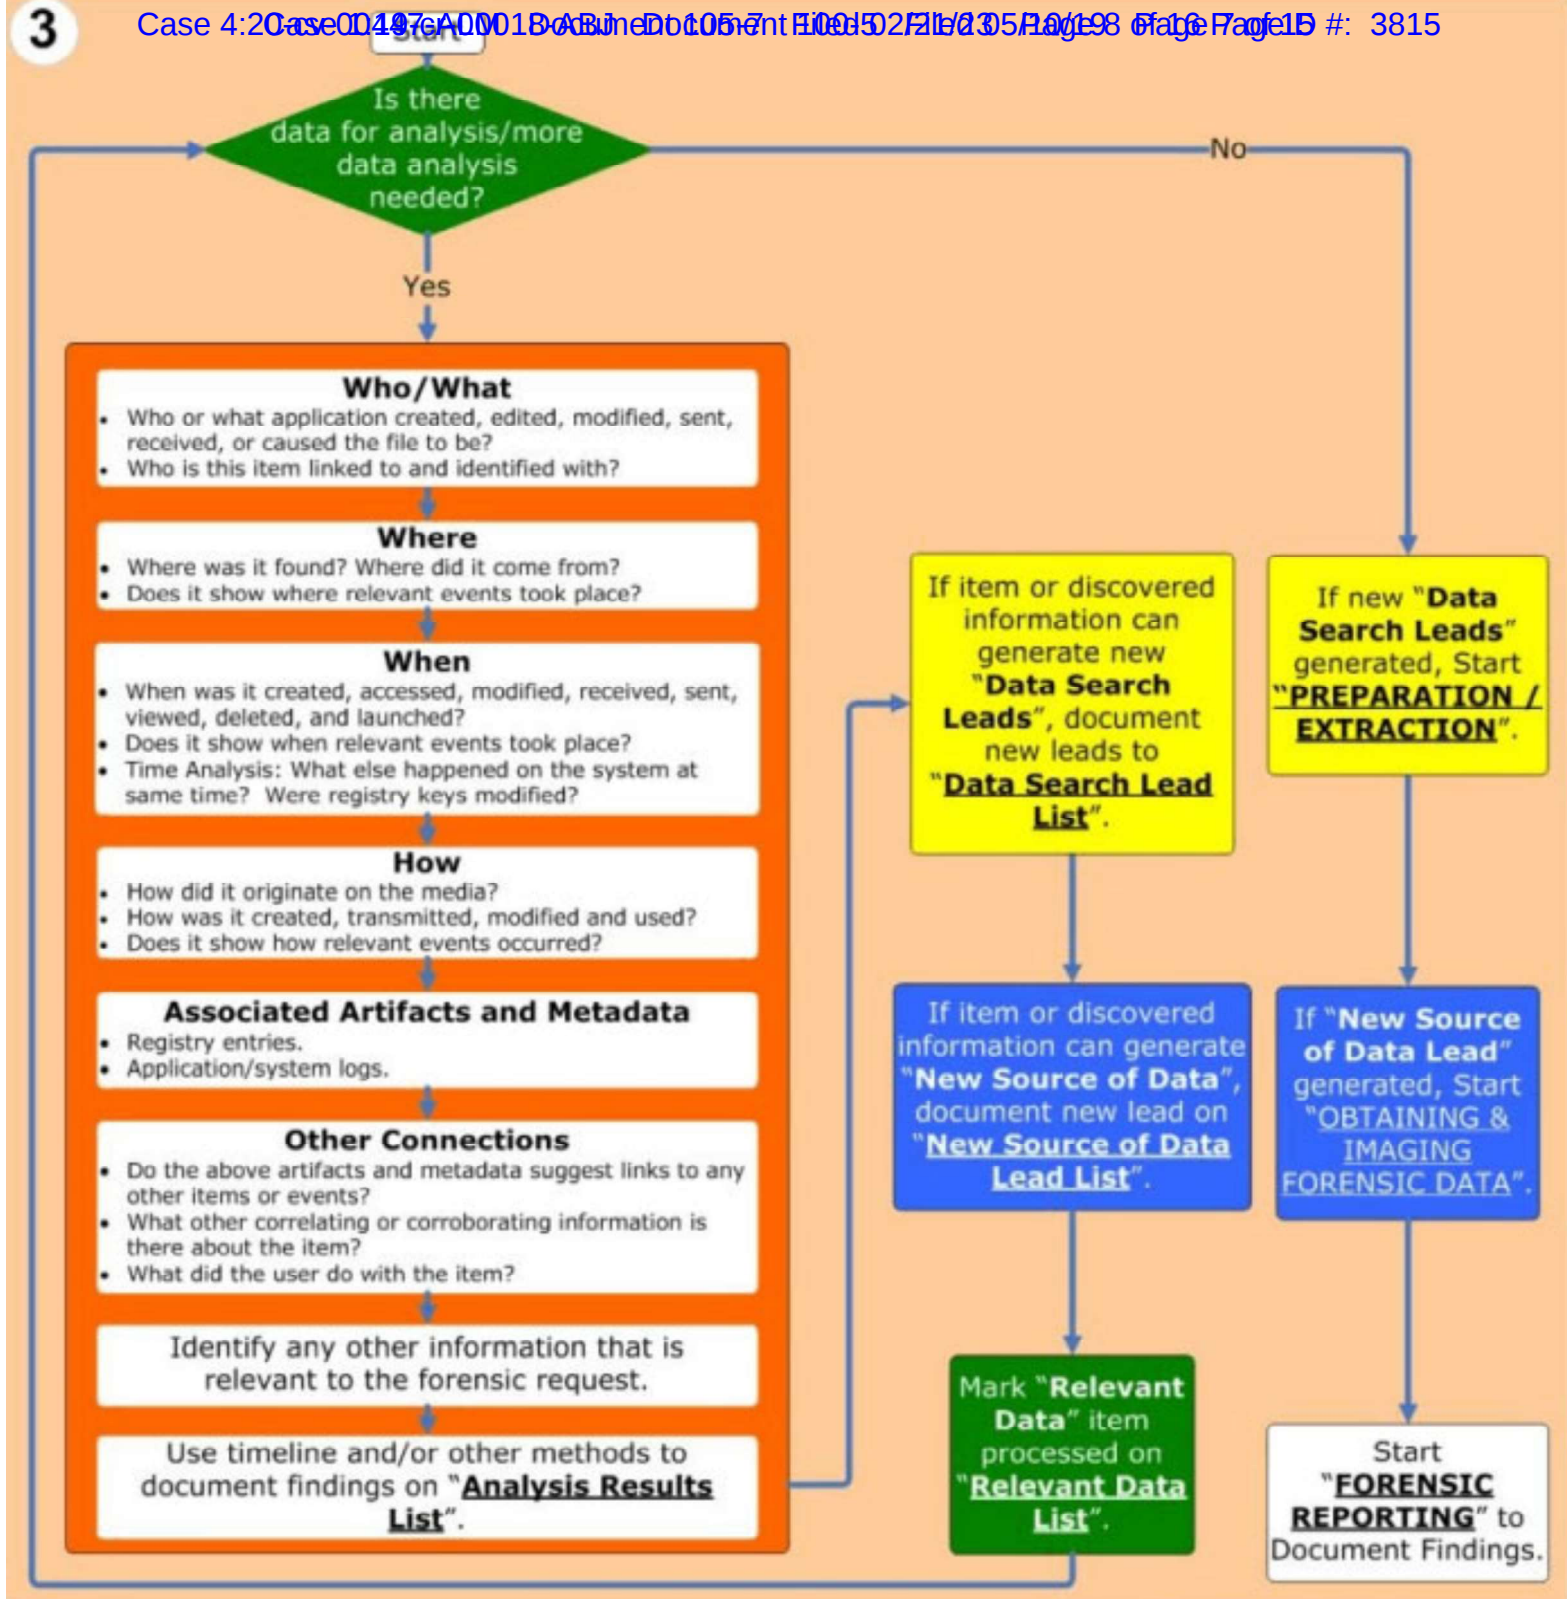 3
Case #: 3815
Start
Is there
data for analysis/more
data analysis
needed?
No
Yes
Who/What
• Who or what application created, edited, modified, sent,
received, or caused the file to be?
• Who is this item linked to and identified with?
Where
• Where was it found? Where did it come from?
• Does it show where relevant events took place?
When
• When was it created, accessed, modified, received, sent,
viewed, deleted, and launched?
• Does it show when relevant events took place?
• Time Analysis: What else happened on the system at
same time? Were registry keys modified?
How
• How did it originate on the media?
• How was it created, transmitted, modified and used?
• Does it show how relevant events occurred?
Associated Artifacts and Metadata
• Registry entries.
• Application/system logs.
Other Connections
• Do the above artifacts and metadata suggest links to any
other items or events?
• What other correlating or corroborating information is
there about the item?
• What did the user do with the item?
Identify any other information that is
relevant to the forensic request.
Use timeline and/or other methods to
document findings on “Analysis Results
List”.
If item or discovered
information can
generate new
“Data Search
Leads”, document
new leads to
“Data Search Lead
List”.
If item or discovered
information can generate
“New Source of Data”,
document new lead on
“New Source of Data
Lead List”.
Mark “Relevant
Data” item
processed on
“Relevant Data
List”.
If new “Data
Search Leads”
generated, Start
“PREPARATION /
EXTRACTION”.
If “New Source
of Data Lead”
generated, Start
“OBTAINING &
IMAGING
FORENSIC DATA”.
Start
“FORENSIC
REPORTING” to
Document Findings.